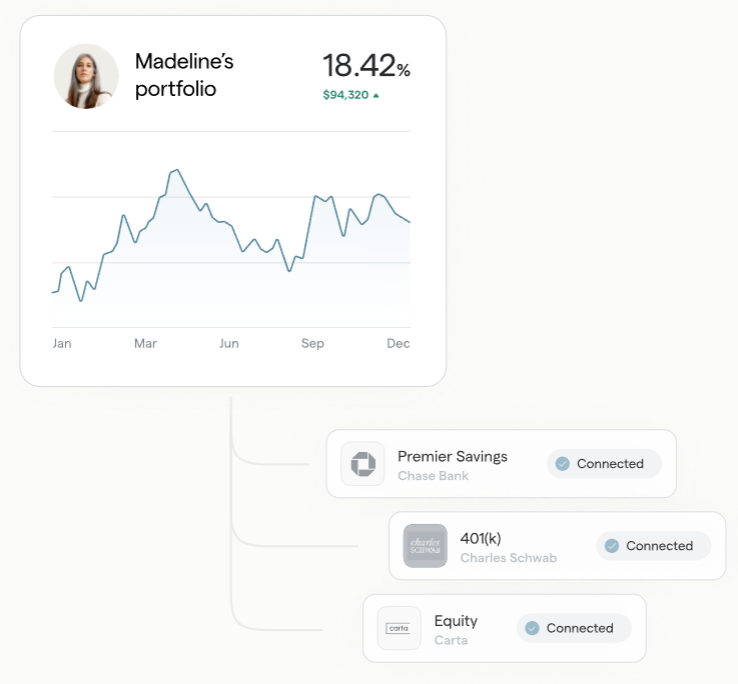 Madeline's
portfolio
18.42%
$94,320
Jan Mar Jun Sep Dec
Premier Savings
Chase Bank
Connected
charles
SCHWAB
401(k)
Charles Schwab
Connected
carta
Equity
Carta
Connected